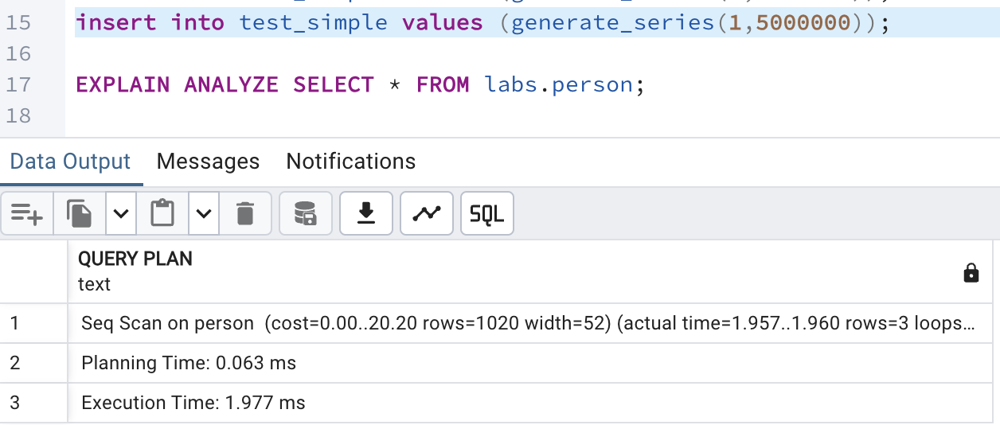 15 insert into test_simple values (generate_series(1,5000000));
16
17 EXPLAIN ANALYZE SELECT * FROM labs.person;
18
Data Output Messages Notifications
SQL
QUERY PLAN
text
1 Seq Scan on person (cost=0.00..20.20 rows=1020 width=52) (actual time=1.957..1.960 rows=3 loops…
2 Planning Time: 0.063 ms
3 Execution Time: 1.977 ms